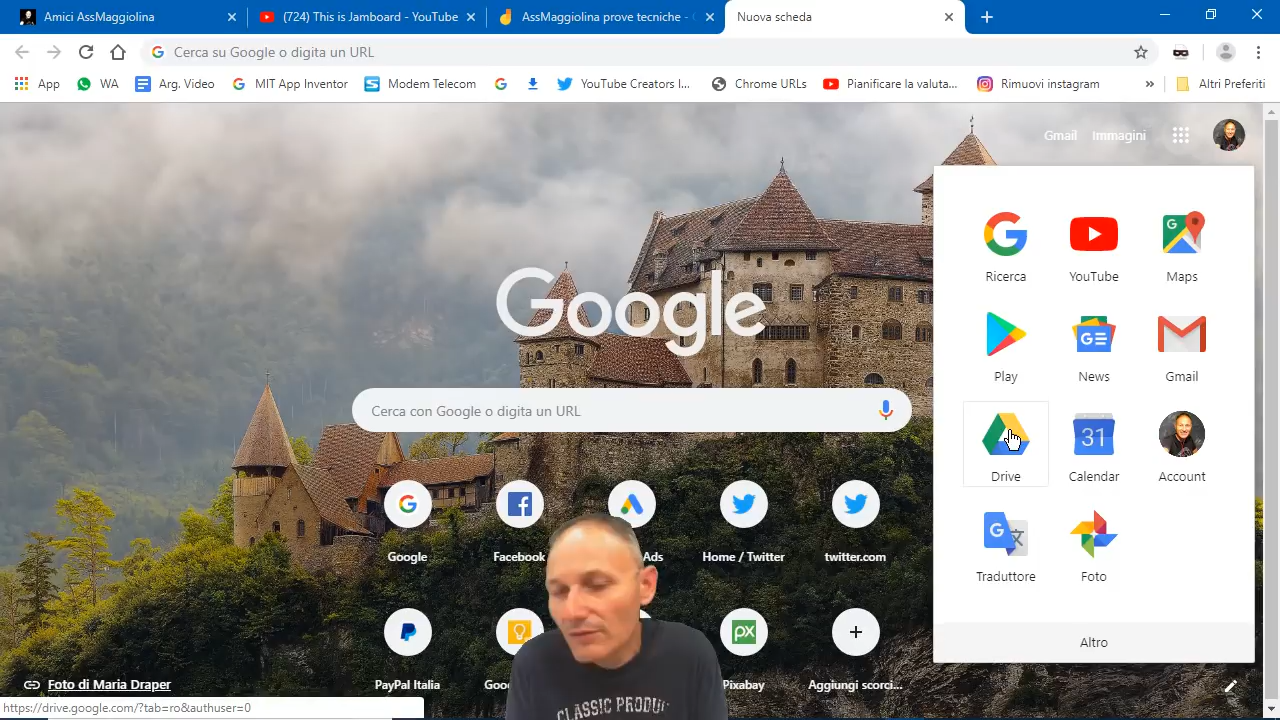 Amici AssMaggiolina
(724) This is Jamboard - YouTube
AssMaggiolina prove tecniche -
Nuova scheda
Cerca su Google o digita un URL
App
WA
Arg. Video
MIT App Inventor
Modem Telecom
YouTube Creators I...
Chrome URLs
Pianificare la valuta...
Rimuovi instagram
»
Altri Preferiti
Gmail
Immagini
Google
Cerca con Google o digita un URL
Ricerca
YouTube
Maps
Play
News
Gmail
Drive
31
Calendar
Account
Traduttore
Foto
Altro
Google
Facebook
Ads
Home / Twitter
twitter.com
PayPal Italia
Goo
px
Pixabay
Aggiungi scorci...
Foto di Maria Draper
https://drive.google.com/?tab=ro&authuser=0
CLASSIC